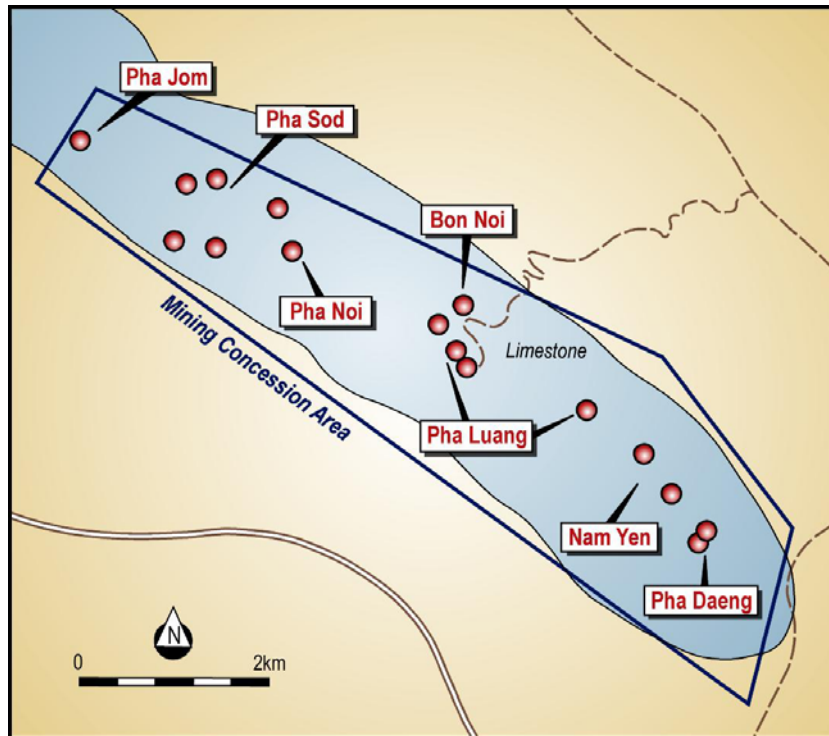 Pha Jom
Pha Sod
Bon Noi
Pha Noi
Limestone
Mining Concession Area
Pha Luang
Nam Yen
Pha Daeng
N
0 2km